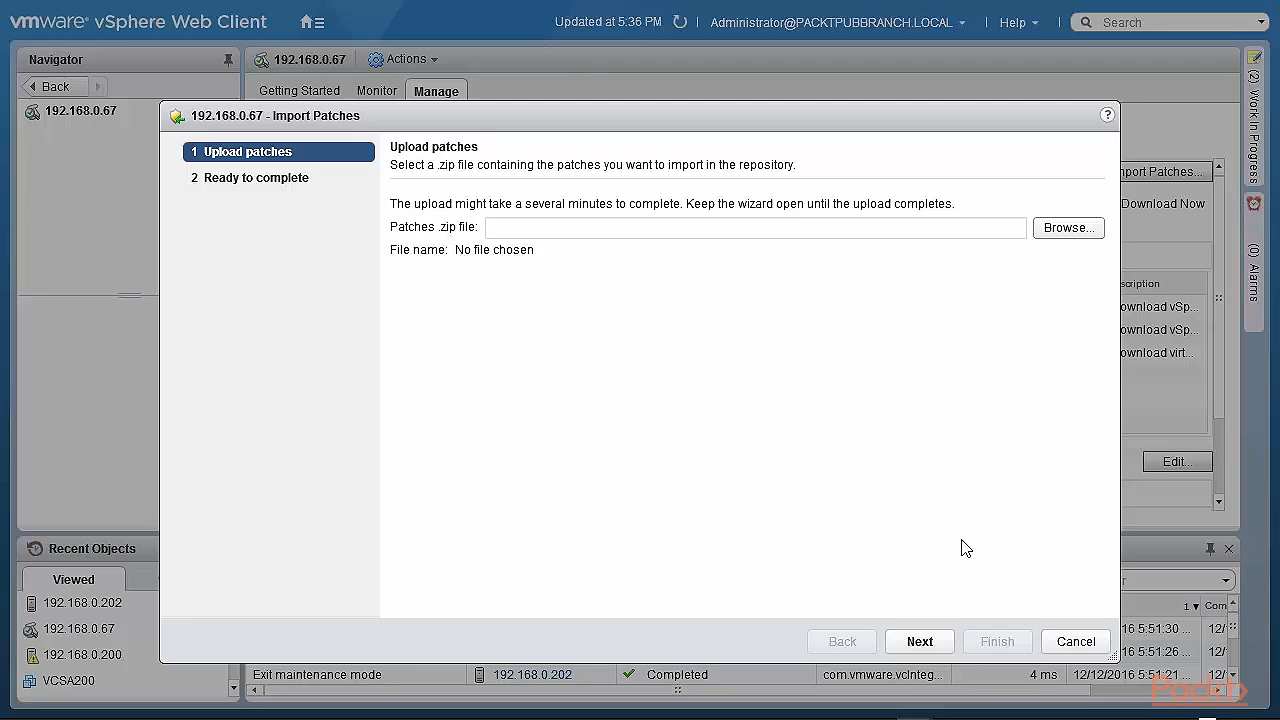 vmware® vSphere Web Client
Updated at 5:36 PM
Administrator@PACKTPUBBRANCH.LOCAL
Help
Search
Navigator
Back
192.168.0.67
192.168.0.67
Actions
Getting Started
Monitor
Manage
192.168.0.67 - Import Patches
?
1 Upload patches
2 Ready to complete
Upload patches
Select a .zip file containing the patches you want to import in the repository.
The upload might take a several minutes to complete. Keep the wizard open until the upload completes.
Patches .zip file:
Browse...
File name: No file chosen
Back
Next
Finish
Cancel
mport Patches...
Download Now
scription
ownload vSp...
ownload vSp...
ownload virt...
Edit...
(2) Work In Progress
(0) Alarms
Recent Objects
Viewed
192.168.0.202
192.168.0.67
192.168.0.200
VCSA200
r
1 Com
16 5:51:30 ... 12/
16 5:51:26 ... 12/
Exit maintenance mode 192.168.0.202 Completed com.vmware.vcInteg... 4 ms 12/12/2016 5:51:21 ... 12/
Packt